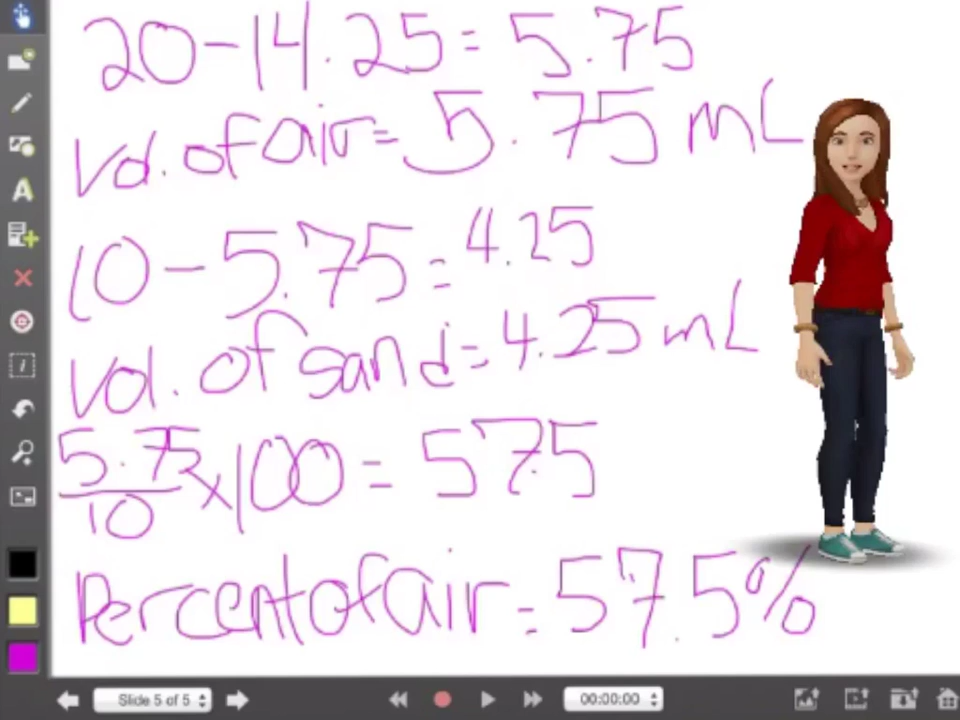 20-14.25=5.75
Vol. of air=5.75 mL
10-5.75=4.25
Vol. of sand=4.25 mL
5.75/10 x100=57.5
Percent of air=57.5%
A
i
Slide 5 of 5
00:00:00